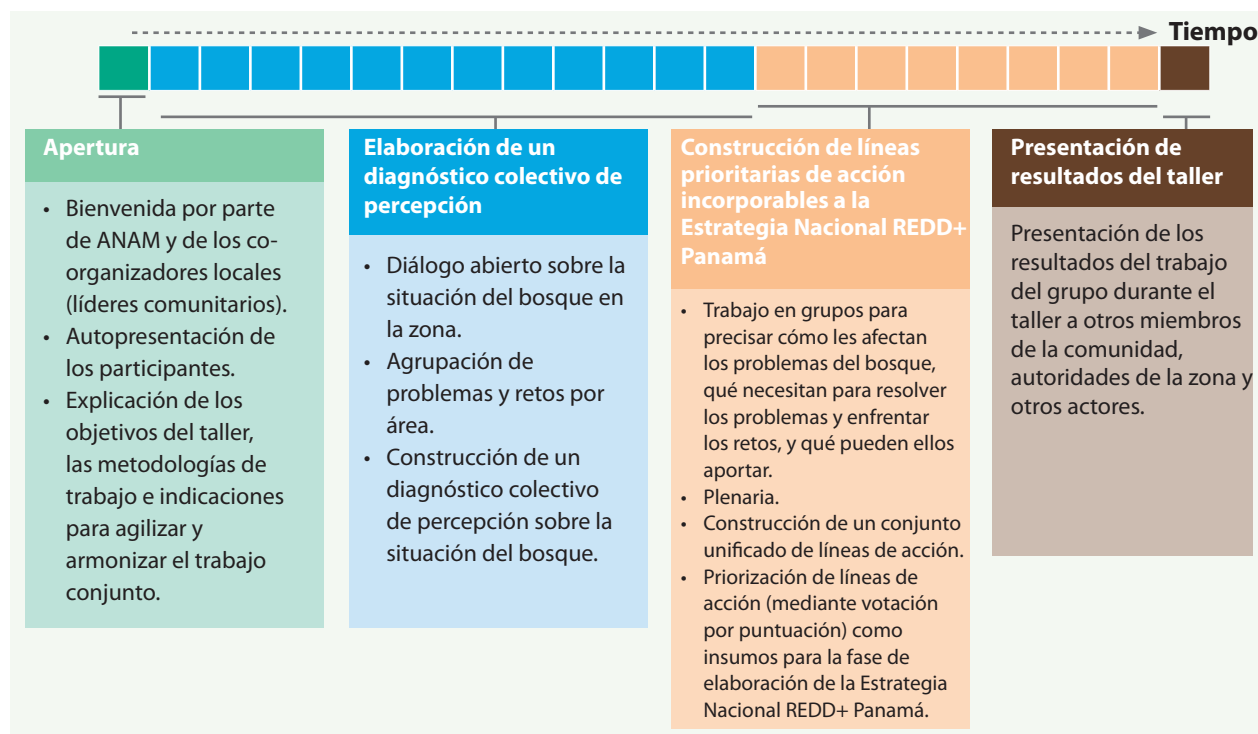 Tiempo
Apertura
• Bienvenida por parte
de ANAM y de los co-
organizadores locales
(líderes comunitarios).
• Autopresentación de
los participantes.
• Explicación de los
objetivos del taller,
las metodologías de
trabajo e indicaciones
para agilizar y
armonizar el trabajo
conjunto.
Elaboración de un
diagnóstico colectivo de
percepción
• Diálogo abierto sobre la
situación del bosque en
la zona.
• Agrupación de
problemas y retos por
área.
• Construcción de un
diagnóstico colectivo
de percepción sobre la
situación del bosque.
Construcción de líneas
prioritarias de acción
incorporables a la
Estrategia Nacional REDD+
Panamá
• Trabajo en grupos para
precisar cómo les afectan
los problemas del bosque,
qué necesitan para resolver
los problemas y enfrentar
los retos, y qué pueden ellos
aportar.
• Plenaria.
• Construcción de un conjunto
unificado de líneas de acción.
• Priorización de líneas de
acción (mediante votación
por puntuación) como
insumos para la fase de
elaboración de la Estrategia
Nacional REDD+ Panamá.
Presentación de
resultados del taller
Presentación de los
resultados del trabajo
del grupo durante el
taller a otros miembros
de la comunidad,
autoridades de la zona y
otros actores.